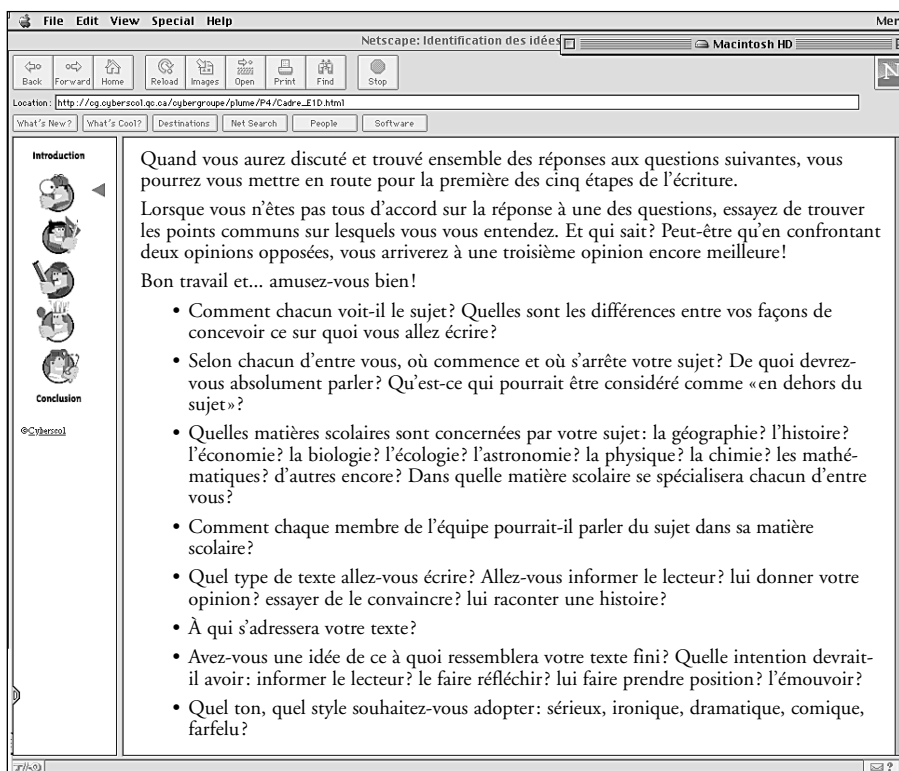 File Edit View Special Help
Netscape: Identification des idées
Macintosh HD
Back Forward Home Reload Images Open Print Find Stop
N
Location: http://cg.cyberscol.qc.ca/cybergroupe/plume/P4/Cadre_E1D.html
What's New? What's Cool? Destinations Net Search People Software
Introduction
Conclusion
©Cyberscol
Quand vous aurez discuté et trouvé ensemble des réponses aux questions suivantes, vous
pourrez vous mettre en route pour la première des cinq étapes de l'écriture.
Lorsque vous n'êtes pas tous d'accord sur la réponse à une des questions, essayez de trouver
les points communs sur lesquels vous vous entendez. Et qui sait? Peut-être qu'en confrontant
deux opinions opposées, vous arriverez à une troisième opinion encore meilleure!
Bon travail et... amusez-vous bien!
• Comment chacun voit-il le sujet? Quelles sont les différences entre vos façons de
concevoir ce sur quoi vous allez écrire?
• Selon chacun d'entre vous, où commence et où s'arrête votre sujet? De quoi devrez-
vous absolument parler? Qu'est-ce qui pourrait être considéré comme «en dehors du
sujet»?
• Quelles matières scolaires sont concernées par votre sujet: la géographie? l'histoire?
l'économie? la biologie? l'écologie? l'astronomie? la physique? la chimie? les mathé-
matiques? d'autres encore? Dans quelle matière scolaire se spécialisera chacun d'entre
vous?
• Comment chaque membre de l'équipe pourrait-il parler du sujet dans sa matière
scolaire?
• Quel type de texte allez-vous écrire? Allez-vous informer le lecteur? lui donner votre
opinion? essayer de le convaincre? lui raconter une histoire?
• À qui s'adressera votre texte?
• Avez-vous une idée de ce à quoi ressemblera votre texte fini? Quelle intention devrait-
il avoir: informer le lecteur? le faire réfléchir? lui faire prendre position? l'émouvoir?
• Quel ton, quel style souhaitez-vous adopter: sérieux, ironique, dramatique, comique,
farfelu?